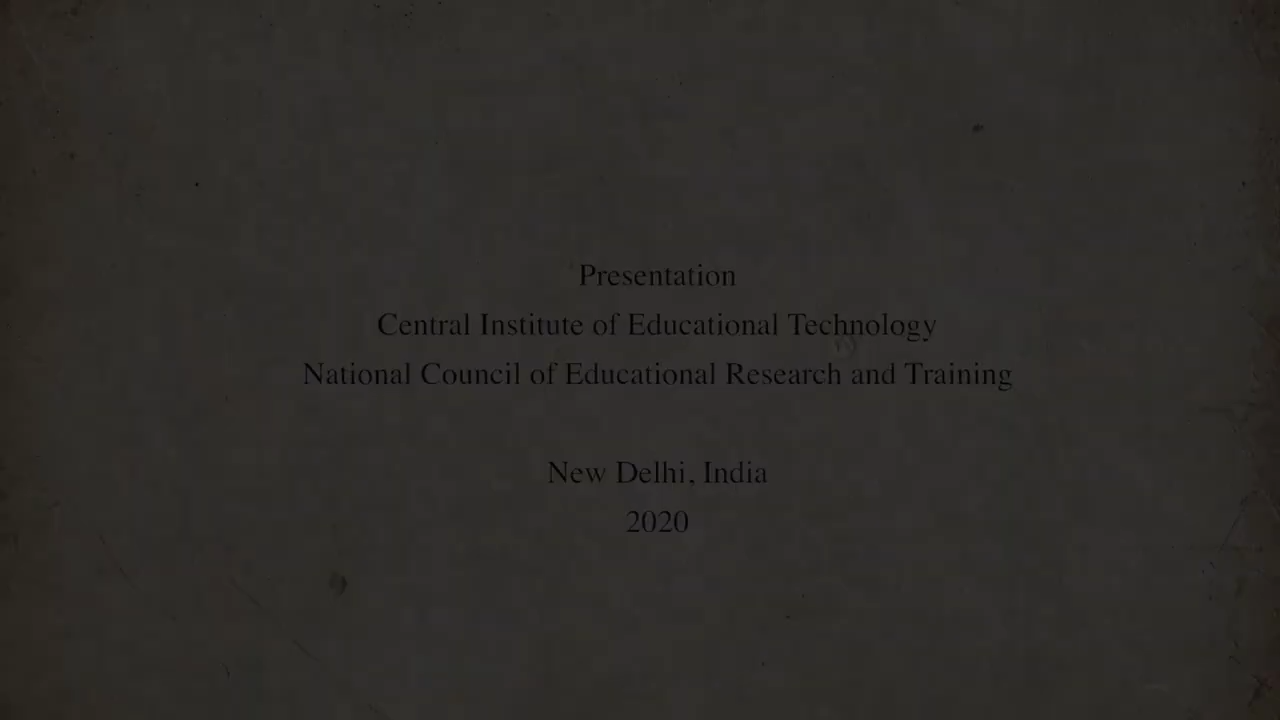 Presentation
Central Institute of Educational Technology
National Council of Educational Research and Training
New Delhi, India
2020